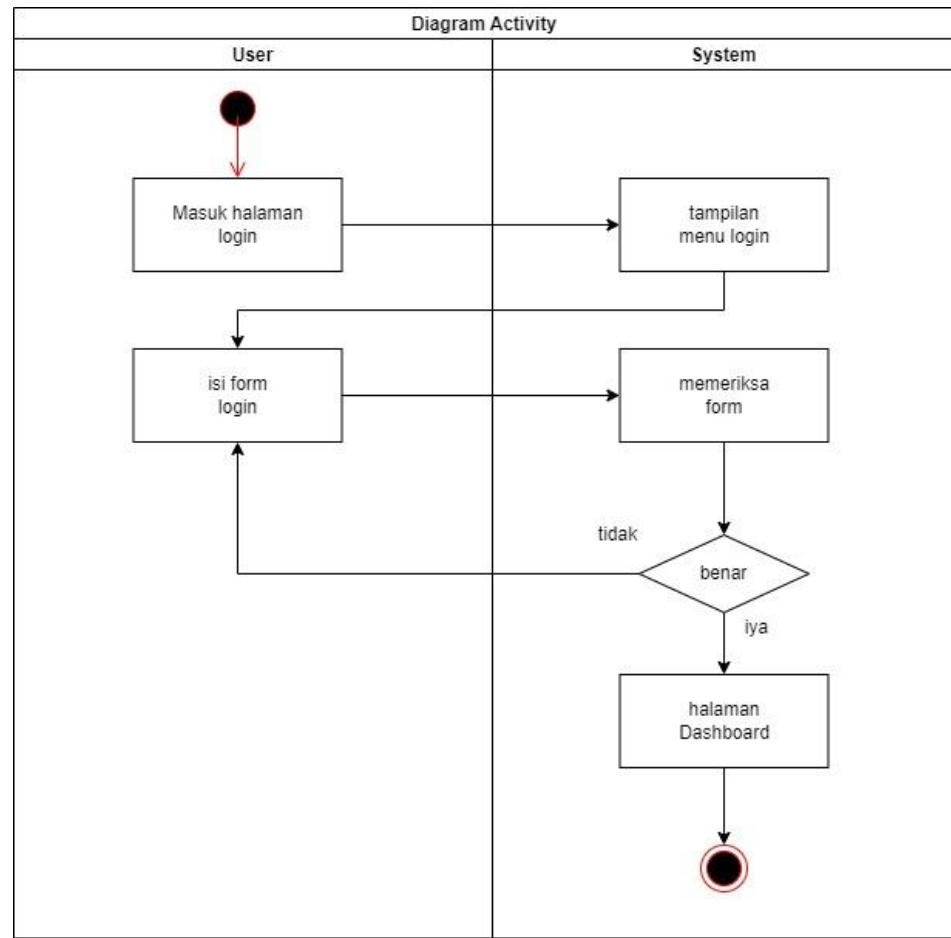 Diagram Activity
User
System
Masuk halaman
login
tampilan
menu login
isi form
login
memeriksa
form
tidak
benar
iya
halaman
Dashboard